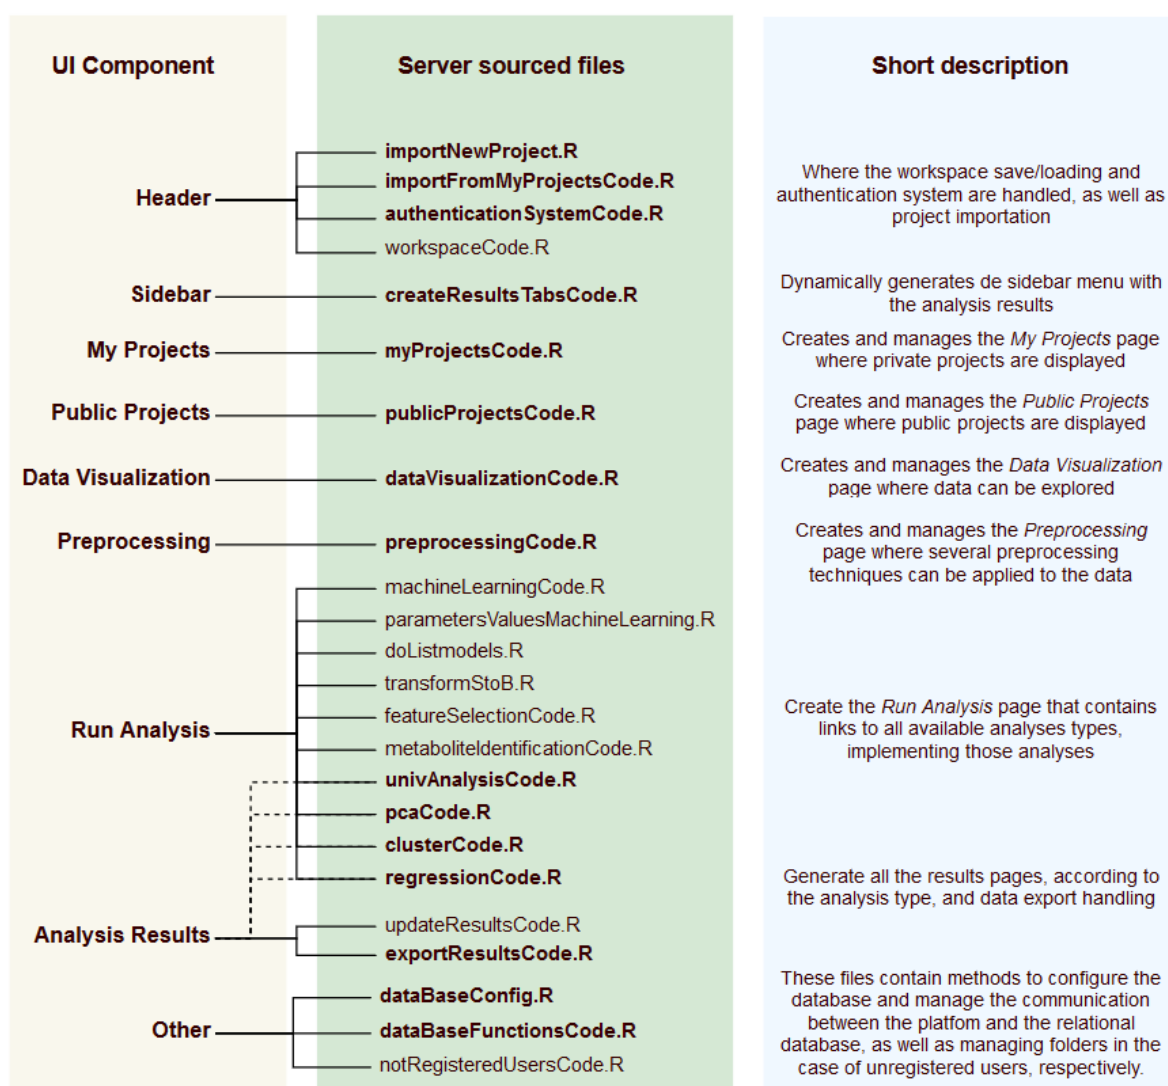 UI Component
Server sourced files
Short description
Header
importNewProject.R
importFromMyProjectsCode.R
authenticationSystemCode.R
workspaceCode.R
Where the workspace save/loading and
authentication system are handled, as well as
project importation
Sidebar
createResultsTabsCode.R
Dynamically generates de sidebar menu with
the analysis results
My Projects
myProjectsCode.R
Creates and manages the My Projects page
where private projects are displayed
Public Projects
publicProjectsCode.R
Creates and manages the Public Projects
page where public projects are displayed
Data Visualization
dataVisualizationCode.R
Creates and manages the Data Visualization
page where data can be explored
Preprocessing
preprocessingCode.R
Creates and manages the Preprocessing
page where several preprocessing
techniques can be applied to the data
Run Analysis
machineLearningCode.R
parametersValuesMachineLearning.R
doListmodels.R
transformStoB.R
featureSelectionCode.R
metaboliteIdentificationCode.R
univAnalysisCode.R
pcaCode.R
clusterCode.R
regressionCode.R
Create the Run Analysis page that contains
links to all available analyses types,
implementing those analyses
Analysis Results
updateResultsCode.R
exportResultsCode.R
Generate all the results pages, according to
the analysis type, and data export handling
Other
dataBaseConfig.R
dataBaseFunctionsCode.R
notRegisteredUsersCode.R
These files contain methods to configure the
database and manage the communication
between the platfom and the relational
database, as well as managing folders in the
case of unregistered users, respectively.